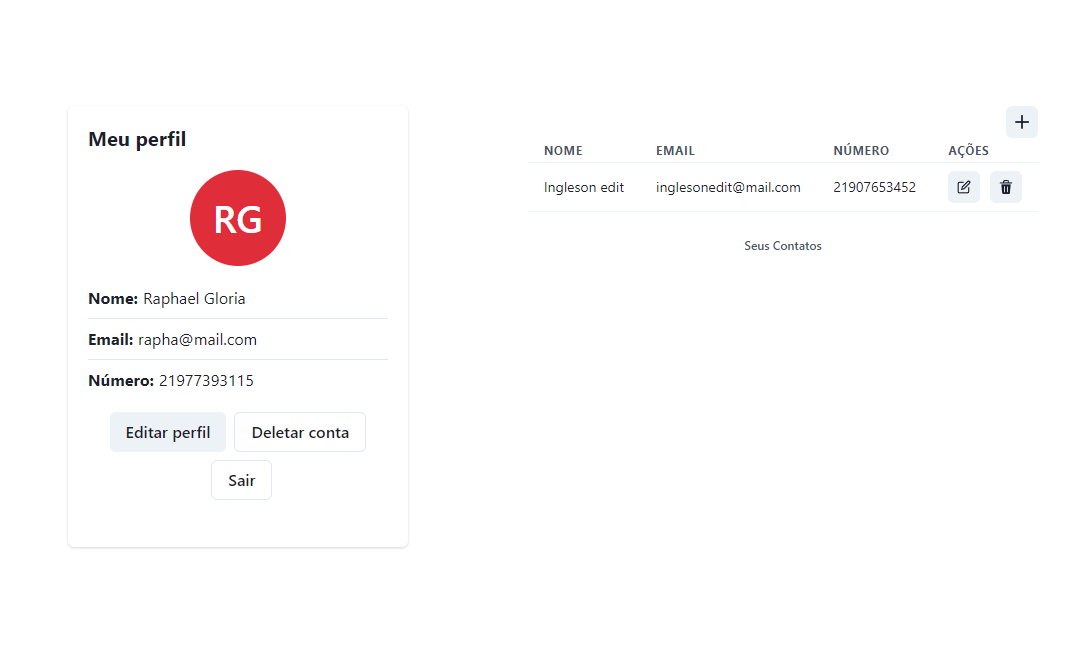 Meu perfil
RG
Nome: Raphael Gloria
Email: rapha@mail.com
Número: 21977393115
Editar perfil
Deletar conta
Sair
NOME EMAIL NÚMERO AÇÕES
Ingleson edit inglesonedit@mail.com 21907653452
Seus Contatos